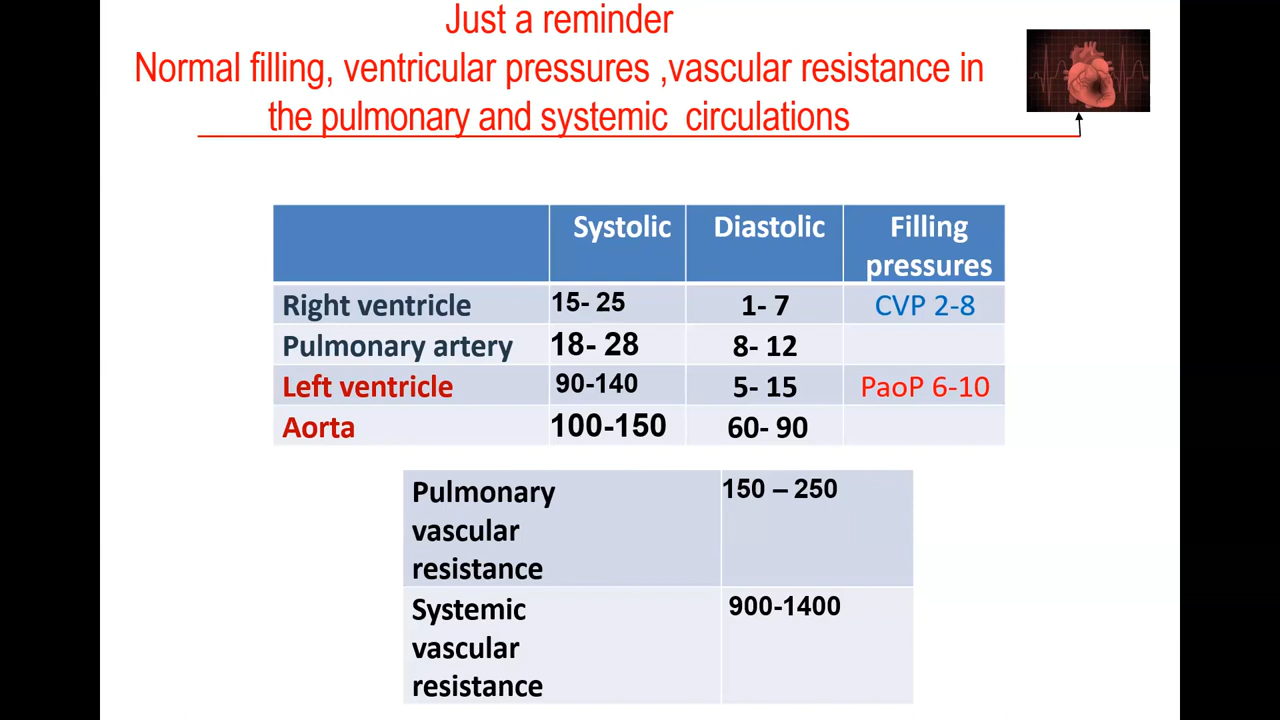 Just a reminder
Normal filling, ventricular pressures ,vascular resistance in
the pulmonary and systemic circulations
Systolic Diastolic Filling
pressures
Right ventricle 15- 25 1- 7 CVP 2-8
Pulmonary artery 18- 28 8- 12
Left ventricle 90-140 5- 15 PaoP 6-10
Aorta 100-150 60- 90
Pulmonary 150 – 250
vascular
resistance
Systemic 900-1400
vascular
resistance